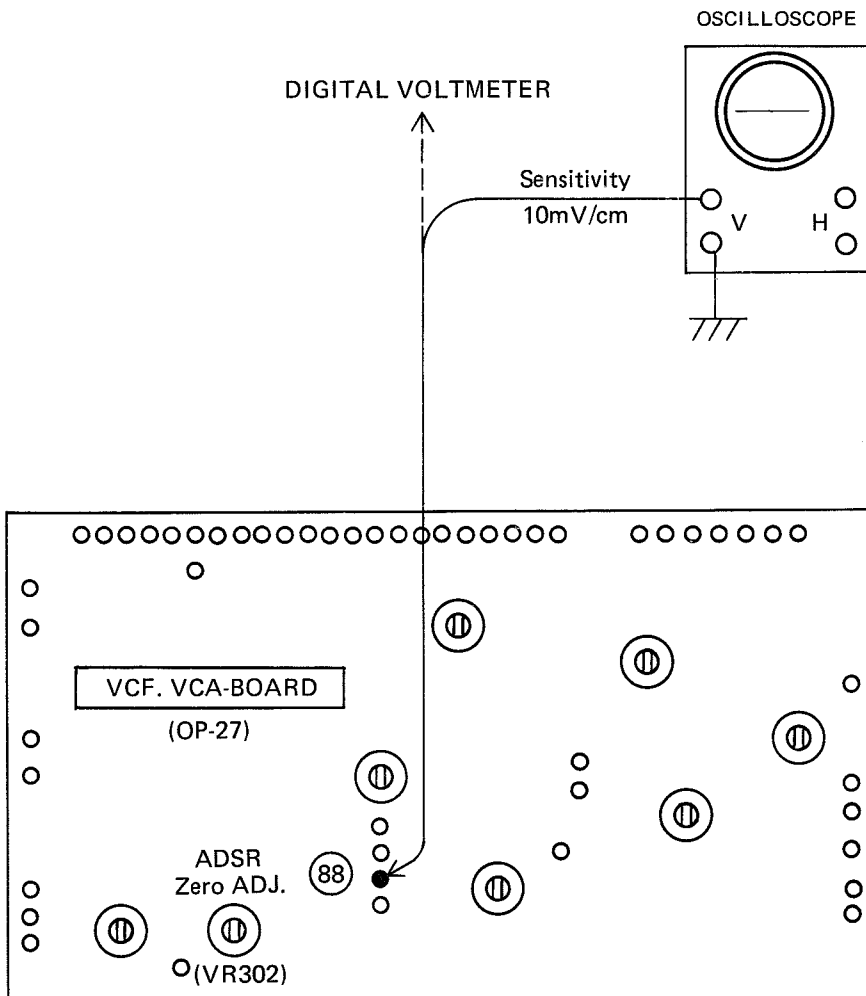 OSCILLOSCOPE
DIGITAL VOLTMETER
Sensitivity
10mV/cm
V
H
VCF. VCA-BOARD
(OP-27)
ADSR
Zero ADJ.
88
(VR302)